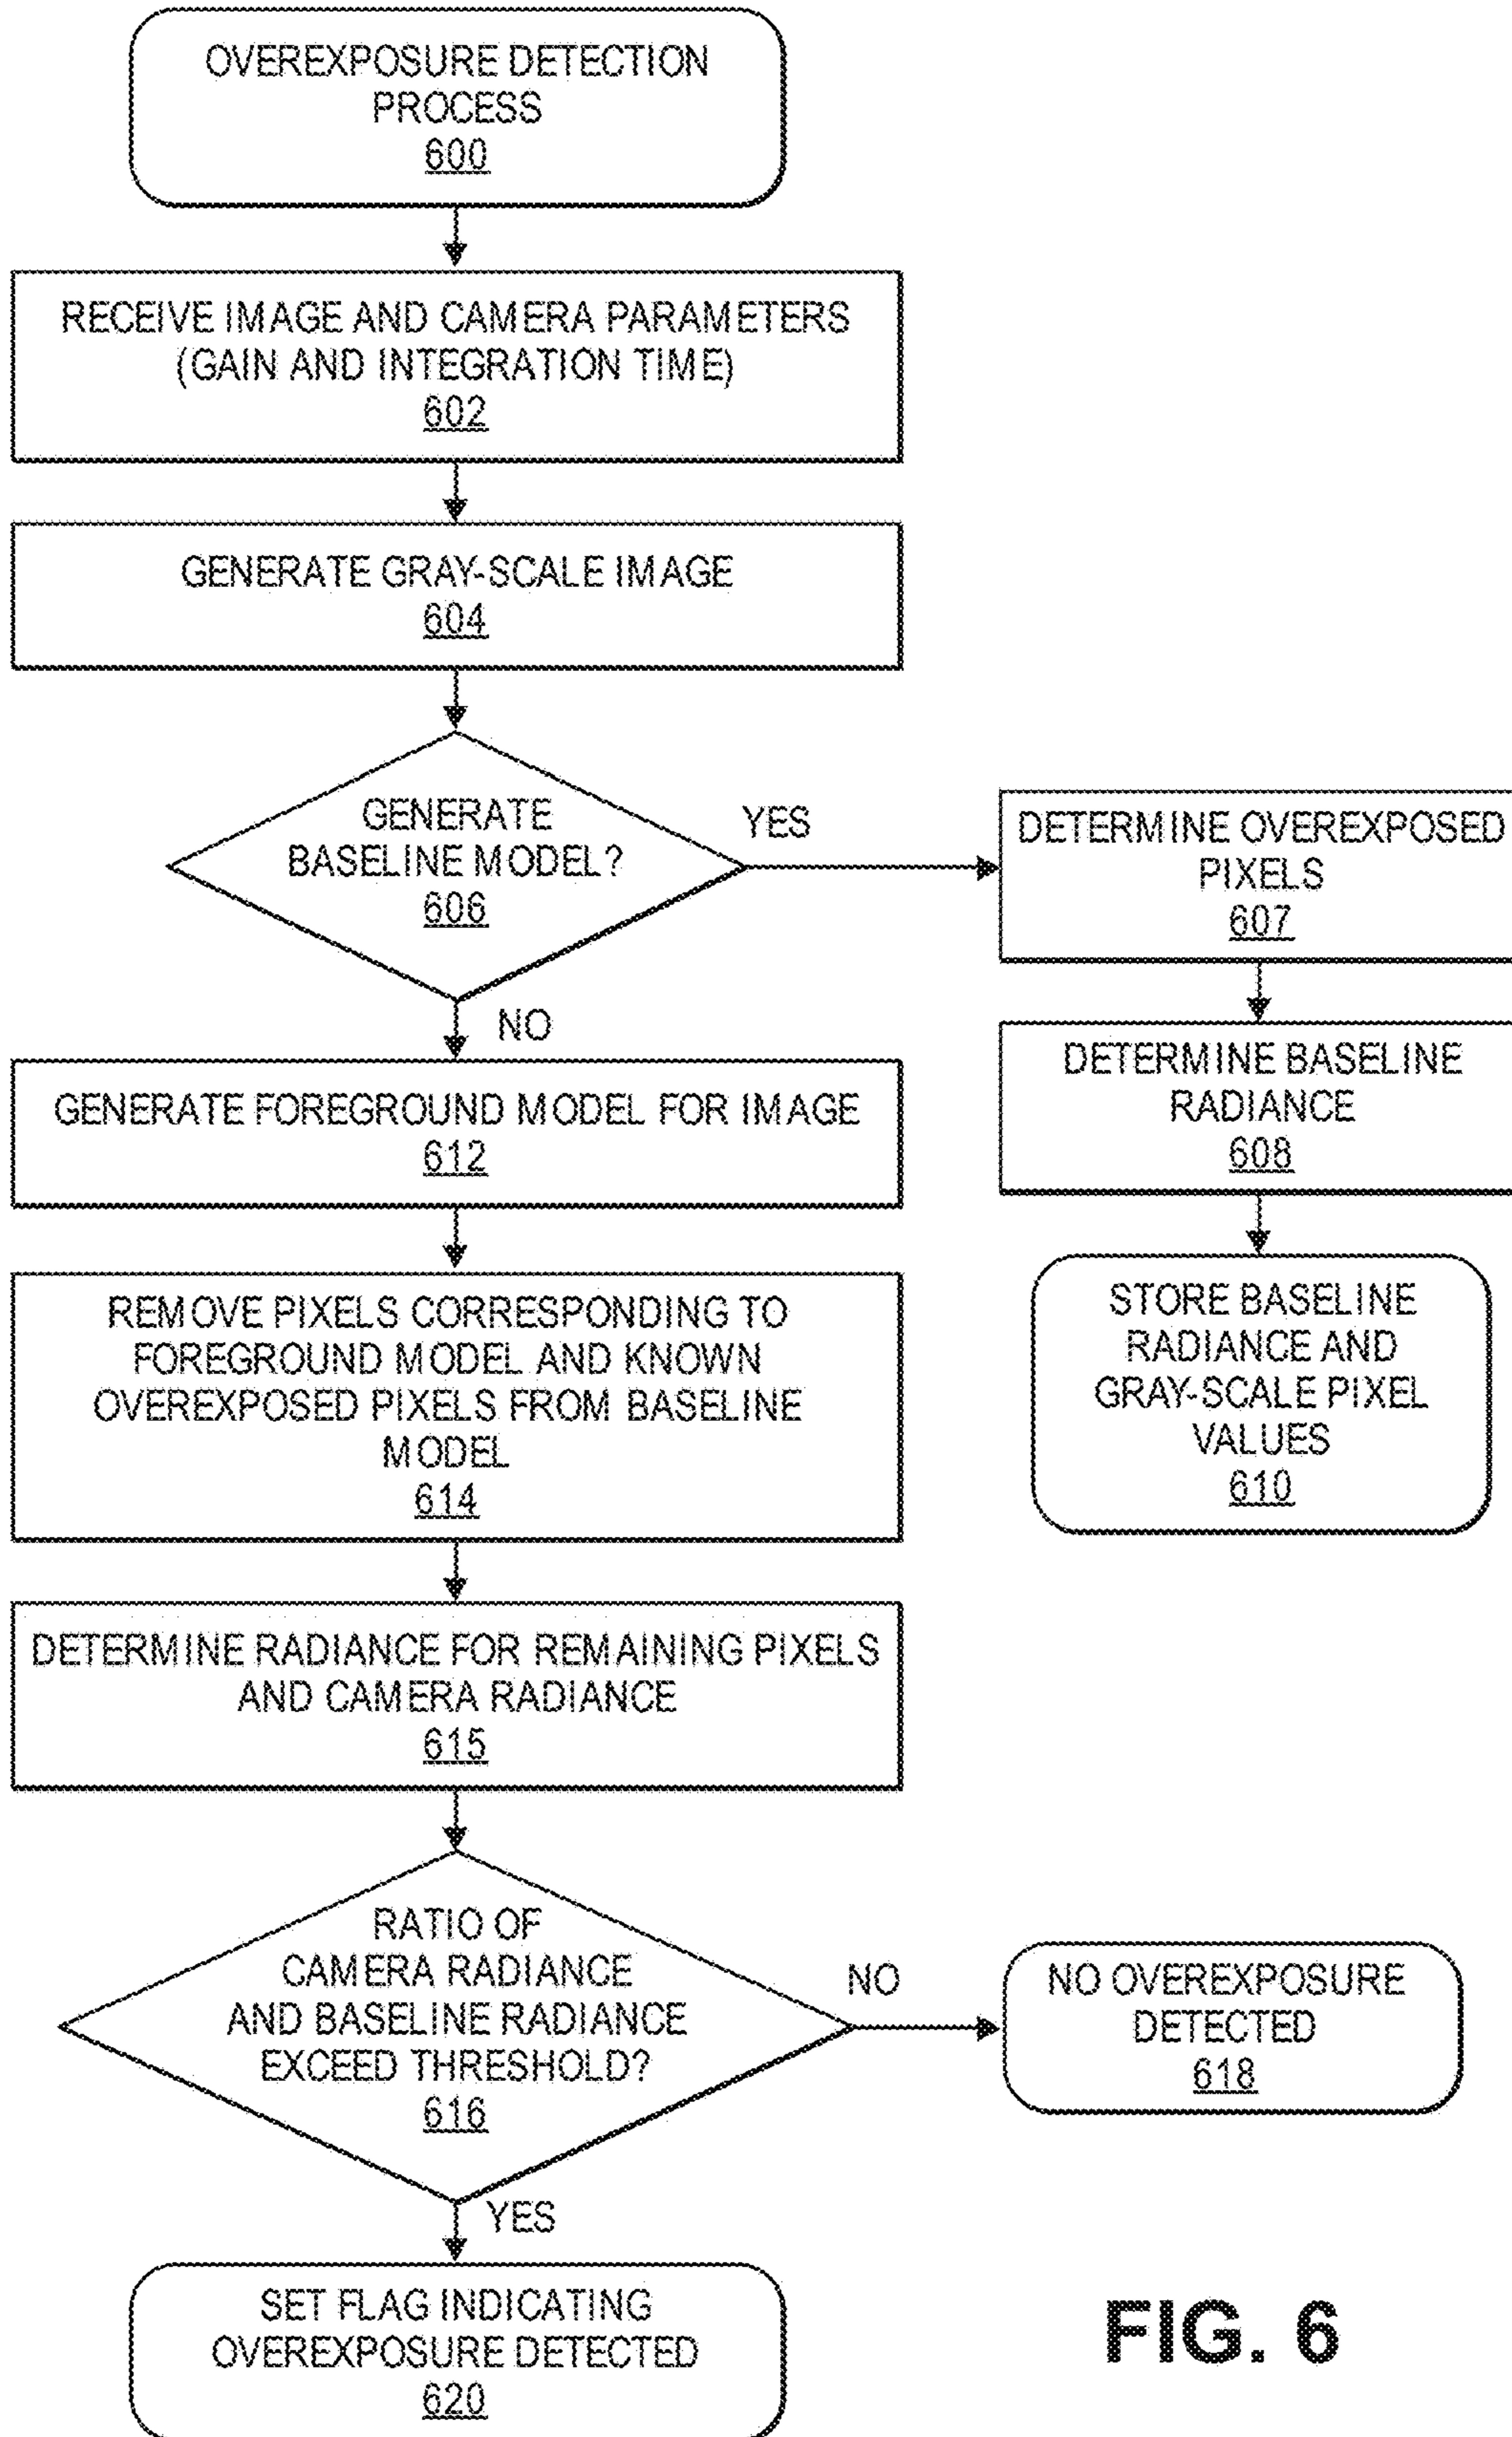 OVEREXPOSURE DETECTION
PROCESS
600
RECEIVE IMAGE AND CAMERA PARAMETERS
(GAIN AND INTEGRATION TIME)
602
GENERATE GRAY-SCALE IMAGE
604
GENERATE
BASELINE MODEL?
606
YES
DETERMINE OVEREXPOSED
PIXELS
607
NO
DETERMINE BASELINE
RADIANCE
608
GENERATE FOREGROUND MODEL FOR IMAGE
612
STORE BASELINE
RADIANCE AND
GRAY-SCALE PIXEL
VALUES
610
REMOVE PIXELS CORRESPONDING TO
FOREGROUND MODEL AND KNOWN
OVEREXPOSED PIXELS FROM BASELINE
MODEL
614
DETERMINE RADIANCE FOR REMAINING PIXELS
AND CAMERA RADIANCE
615
RATIO OF
CAMERA RADIANCE
AND BASELINE RADIANCE
EXCEED THRESHOLD?
616
NO
NO OVEREXPOSURE
DETECTED
618
YES
SET FLAG INDICATING
OVEREXPOSURE DETECTED
620
FIG. 6